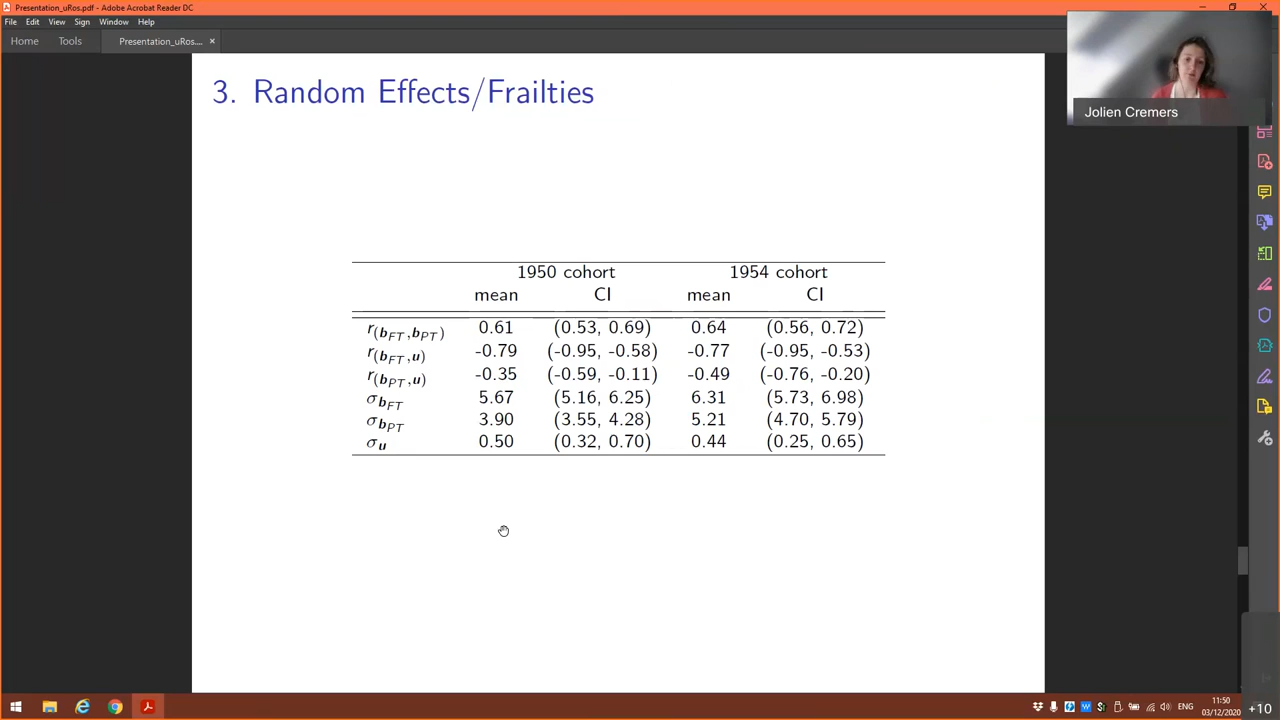 Presentation_uRos.pdf - Adobe Acrobat Reader DC
File Edit View Sign Window Help
Home Tools Presentation_uRos.... ×
Jolien Cremers
3. Random Effects/Frailties
1950 cohort 1954 cohort
mean CI mean CI
r(bFT,bPT) 0.61 (0.53, 0.69) 0.64 (0.56, 0.72)
r(bFT,u) -0.79 (-0.95, -0.58) -0.77 (-0.95, -0.53)
r(bPT,u) -0.35 (-0.59, -0.11) -0.49 (-0.76, -0.20)
σbFT 5.67 (5.16, 6.25) 6.31 (5.73, 6.98)
σbPT 3.90 (3.55, 4.28) 5.21 (4.70, 5.79)
σu 0.50 (0.32, 0.70) 0.44 (0.25, 0.65)
ENG
11:50
03/12/2020
+10